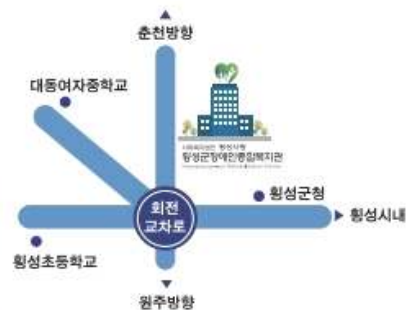 춘천방향
대동여자중학교
횡성군장애인종합복지관
횡성군청
횡성시내
회전
교차로
횡성초등학교
원주방향